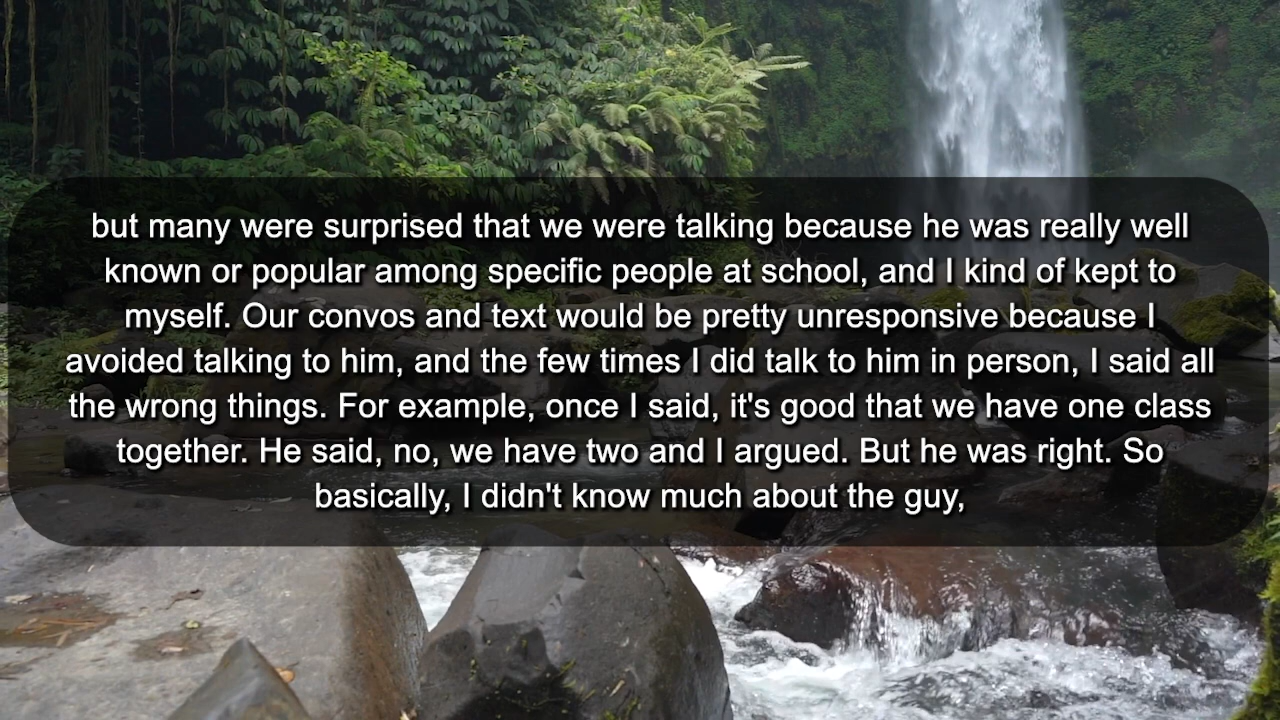 but many were surprised that we were talking because he was really well
known or popular among specific people at school, and I kind of kept to
myself. Our convos and text would be pretty unresponsive because I
avoided talking to him, and the few times I did talk to him in person, I said all
the wrong things. For example, once I said, it's good that we have one class
together. He said, no, we have two and I argued. But he was right. So
basically, I didn't know much about the guy,